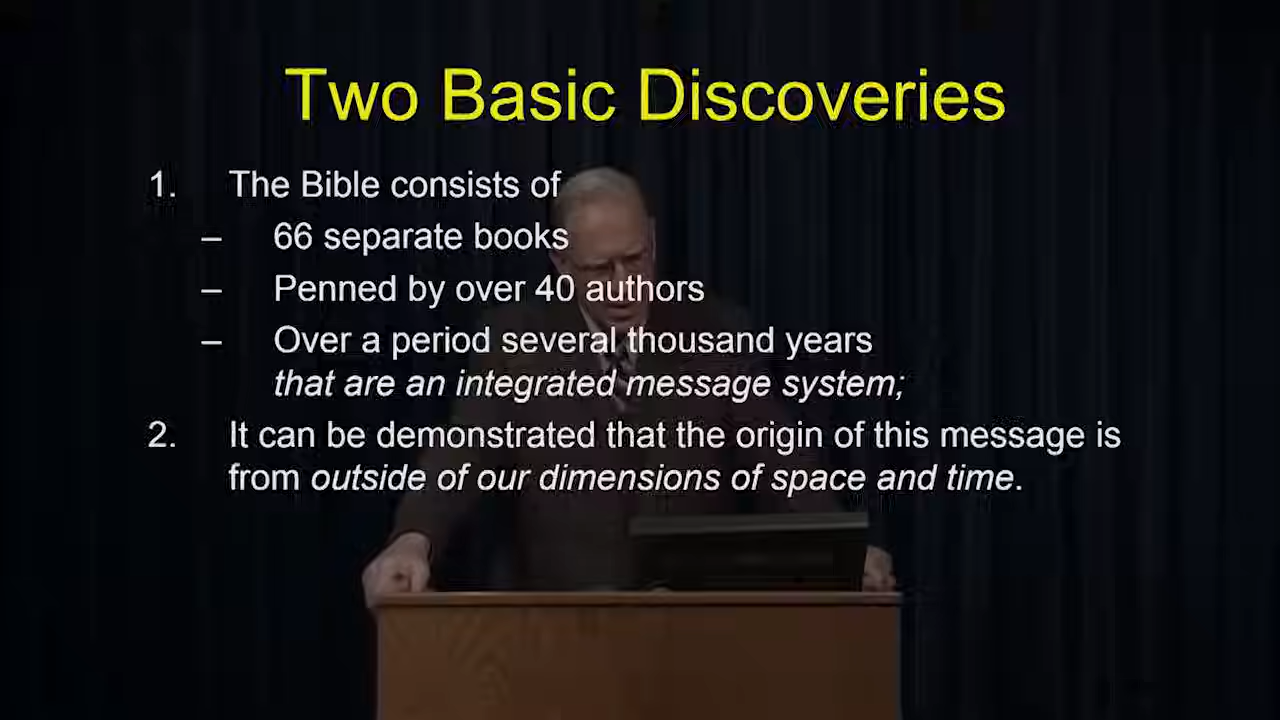 Two Basic Discoveries
1. The Bible consists of
– 66 separate books
– Penned by over 40 authors
– Over a period several thousand years
that are an integrated message system;
2. It can be demonstrated that the origin of this message is
from outside of our dimensions of space and time.